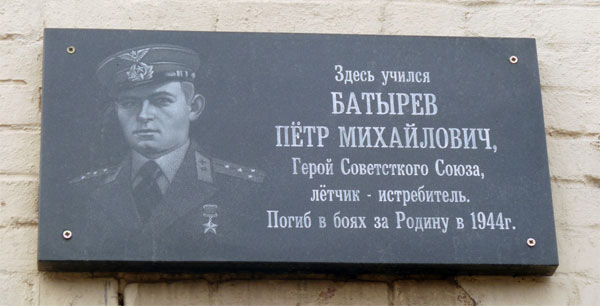 Здесь учился
БАТЫРЕВ
ПЁТР МИХАЙЛОВИЧ,
Герой Советсткого Союза,
лётчик - истребитель.
Погиб в боях за Родину в 1944г.